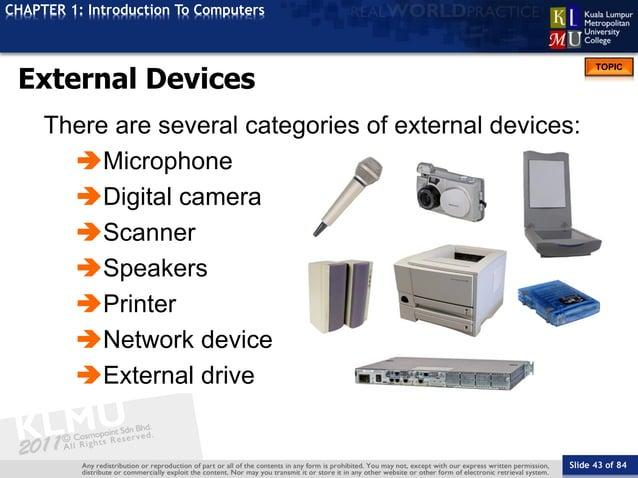 CHAPTER 1: Introduction To Computers
REALWORLDPRACTICE
KL
MU
Kuala Lumpur
Metropolitan
University
College
TOPIC
External Devices
There are several categories of external devices:
Microphone
Digital camera
Scanner
Speakers
Printer
Network device
External drive
KLMU
2011© Cosmopoint Sdn Bhd.
All Rights Reserved.
Any redistribution or reproduction of part or all of the contents in any form is prohibited. You may not, except with our express written permission,
distribute or commercially exploit the content. Nor may you transmit it or store it in any other website or other form of electronic retrieval system.
Slide 43 of 84